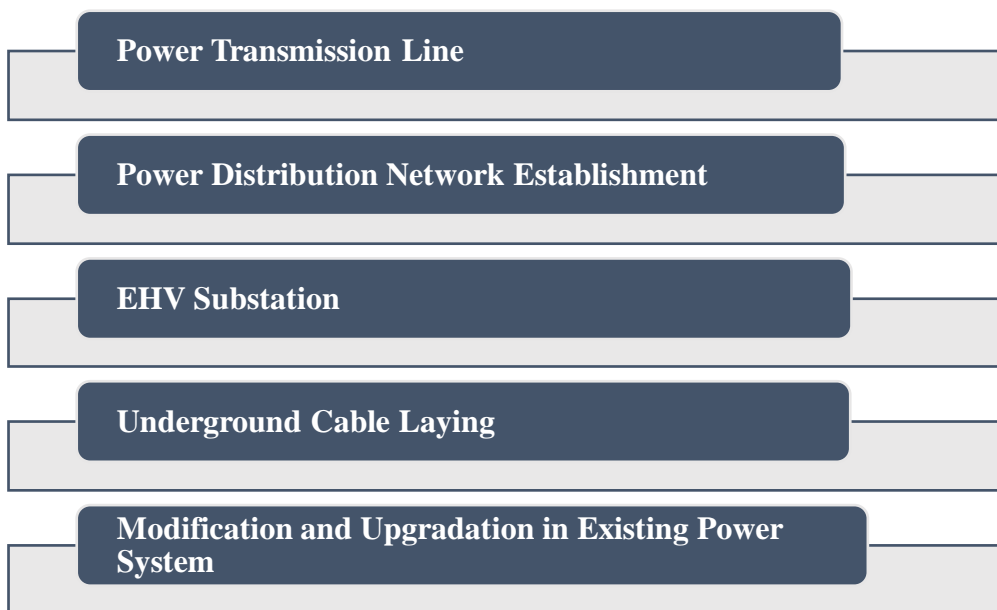 Power Transmission Line
Power Distribution Network Establishment
EHV Substation
Underground Cable Laying
Modification and Upgradation in Existing Power
System